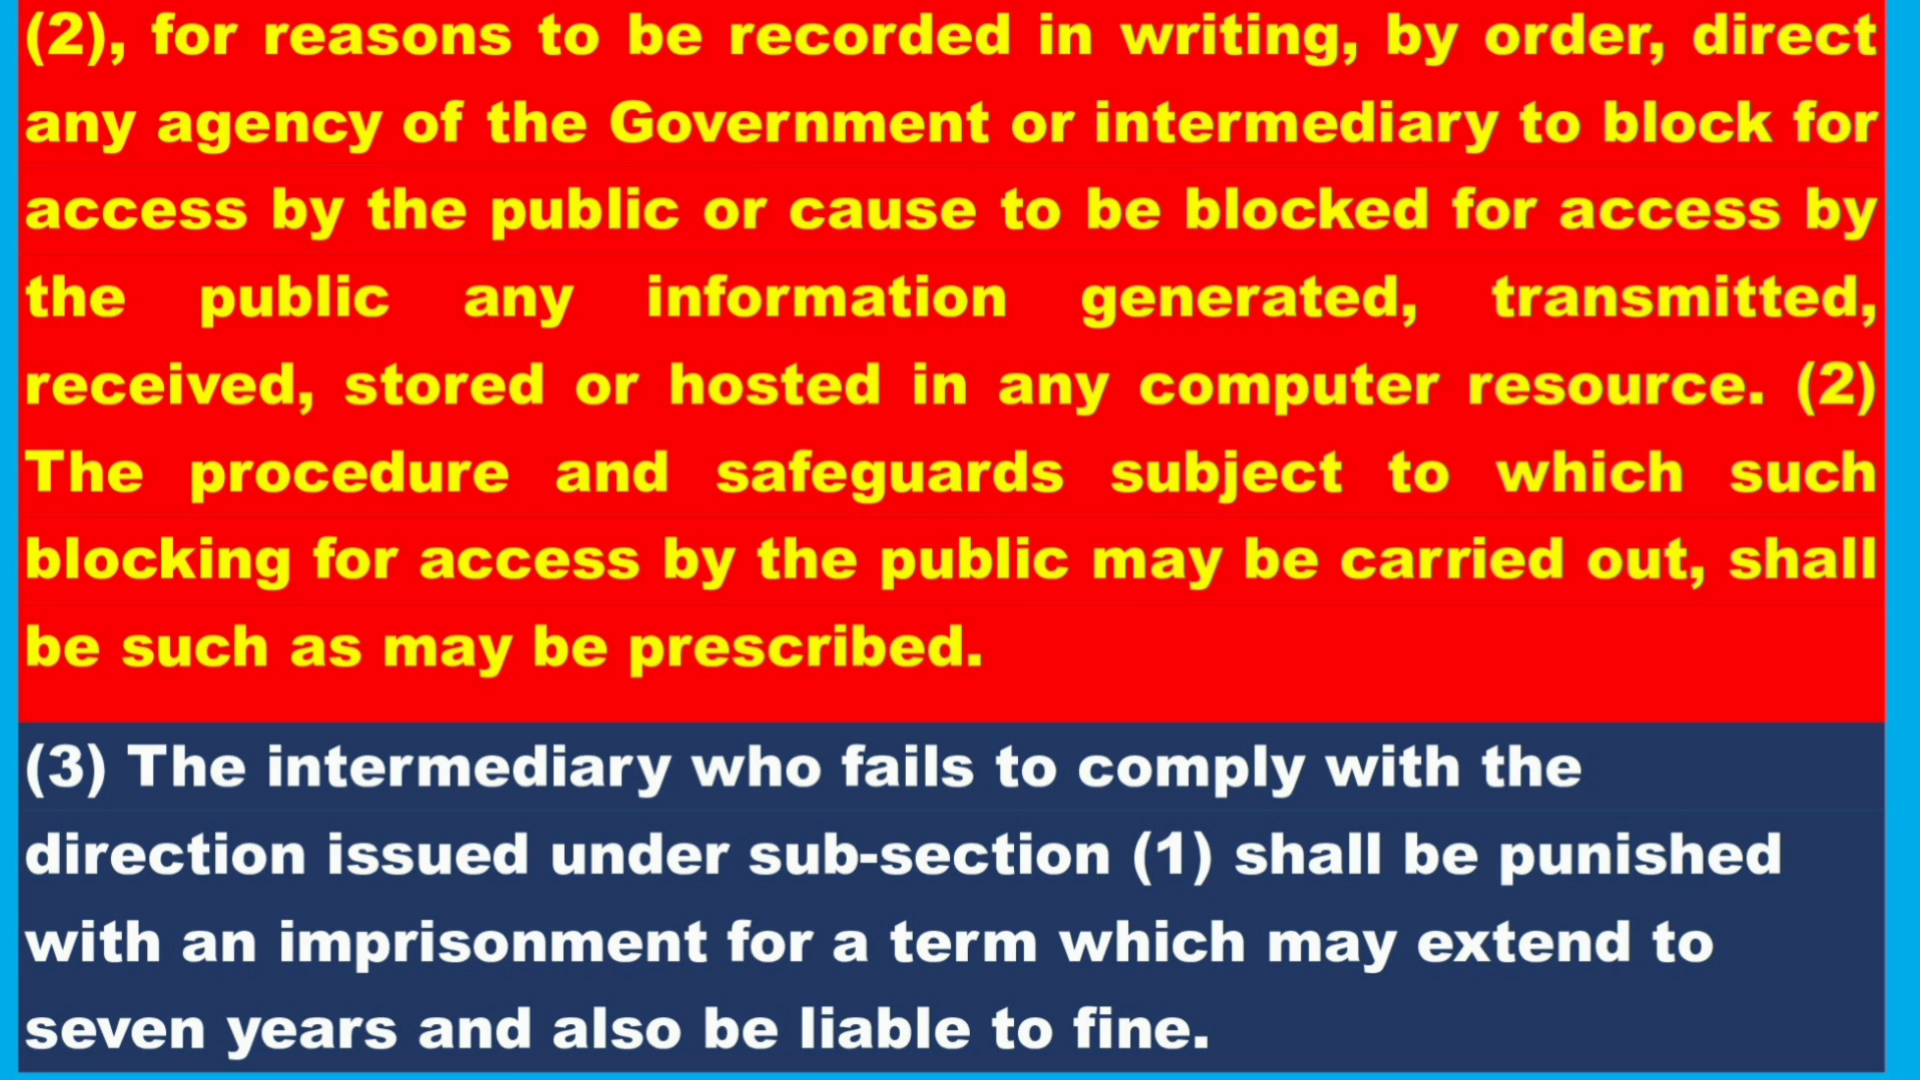 (2), for reasons to be recorded in writing, by order, direct
any agency of the Government or intermediary to block for
access by the public or cause to be blocked for access by
the public any information generated, transmitted,
received, stored or hosted in any computer resource. (2)
The procedure and safeguards subject to which such
blocking for access by the public may be carried out, shall
be such as may be prescribed.
(3) The intermediary who fails to comply with the
direction issued under sub-section (1) shall be punished
with an imprisonment for a term which may extend to
seven years and also be liable to fine.